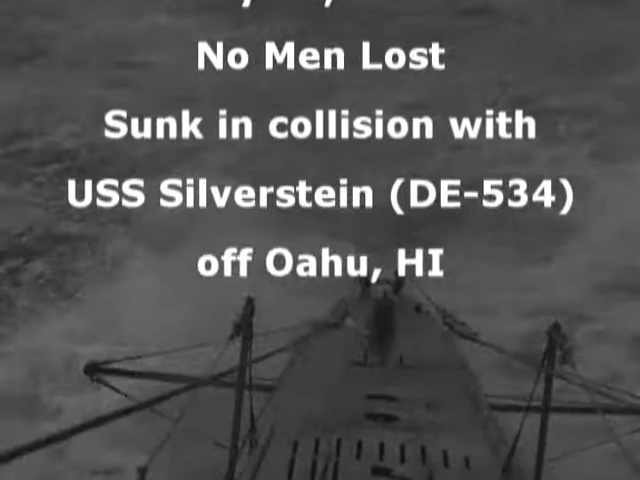 No Men Lost
Sunk in collision with
USS Silverstein (DE-534)
off Oahu, HI